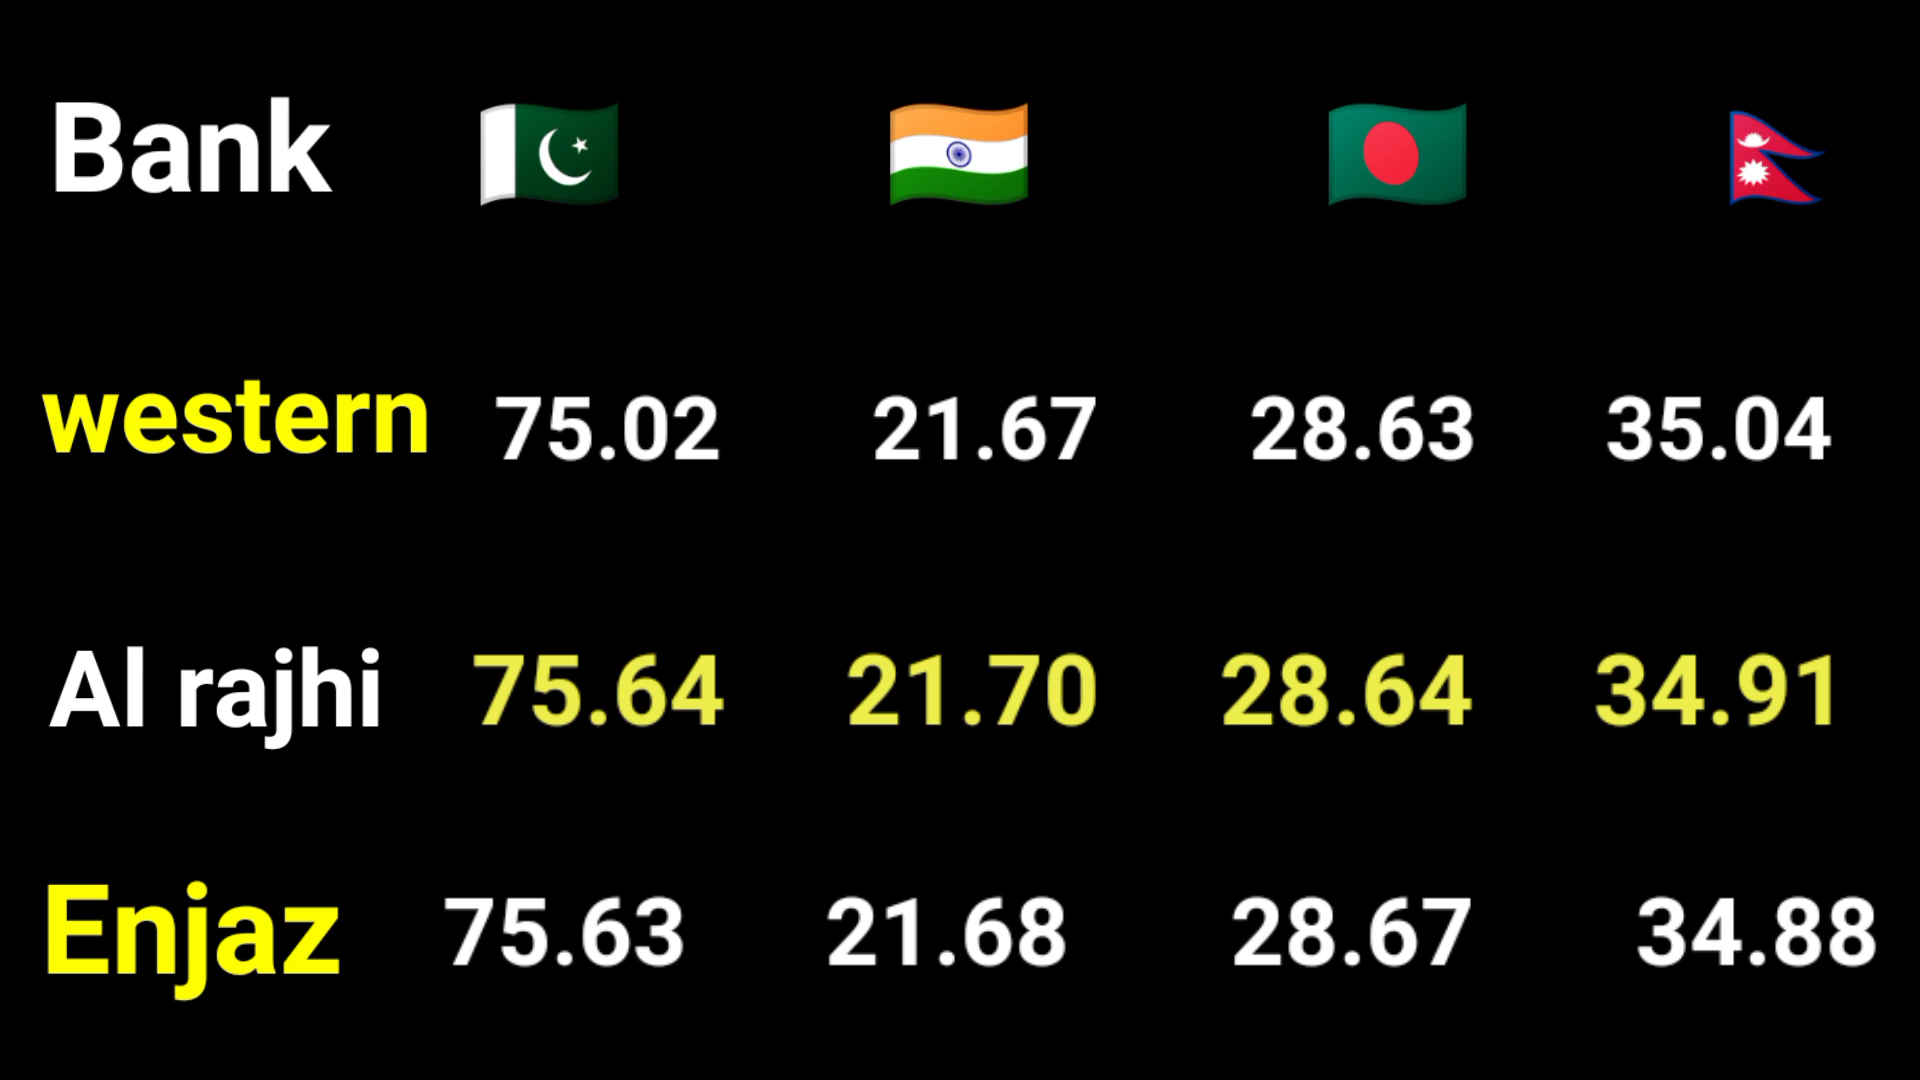 Bank
western 75.02 21.67 28.63 35.04
Al rajhi 75.64 21.70 28.64 34.91
Enjaz 75.63 21.68 28.67 34.88